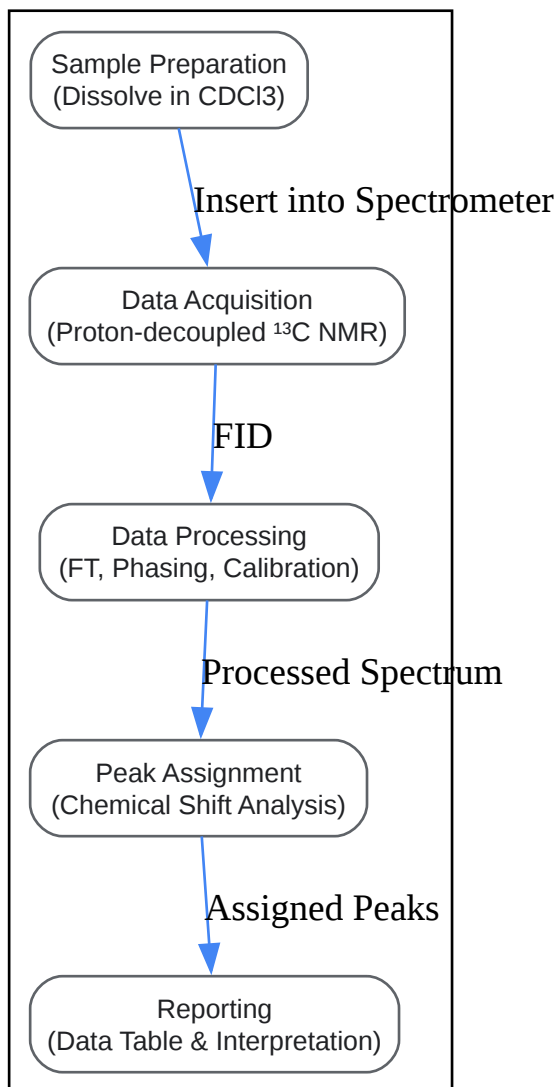 Sample Preparation
(Dissolve in CDCl3)
Insert into Spectrometer
Data Acquisition
(Proton-decoupled ¹³C NMR)
FID
Data Processing
(FT, Phasing, Calibration)
Processed Spectrum
Peak Assignment
(Chemical Shift Analysis)
Assigned Peaks
Reporting
(Data Table & Interpretation)